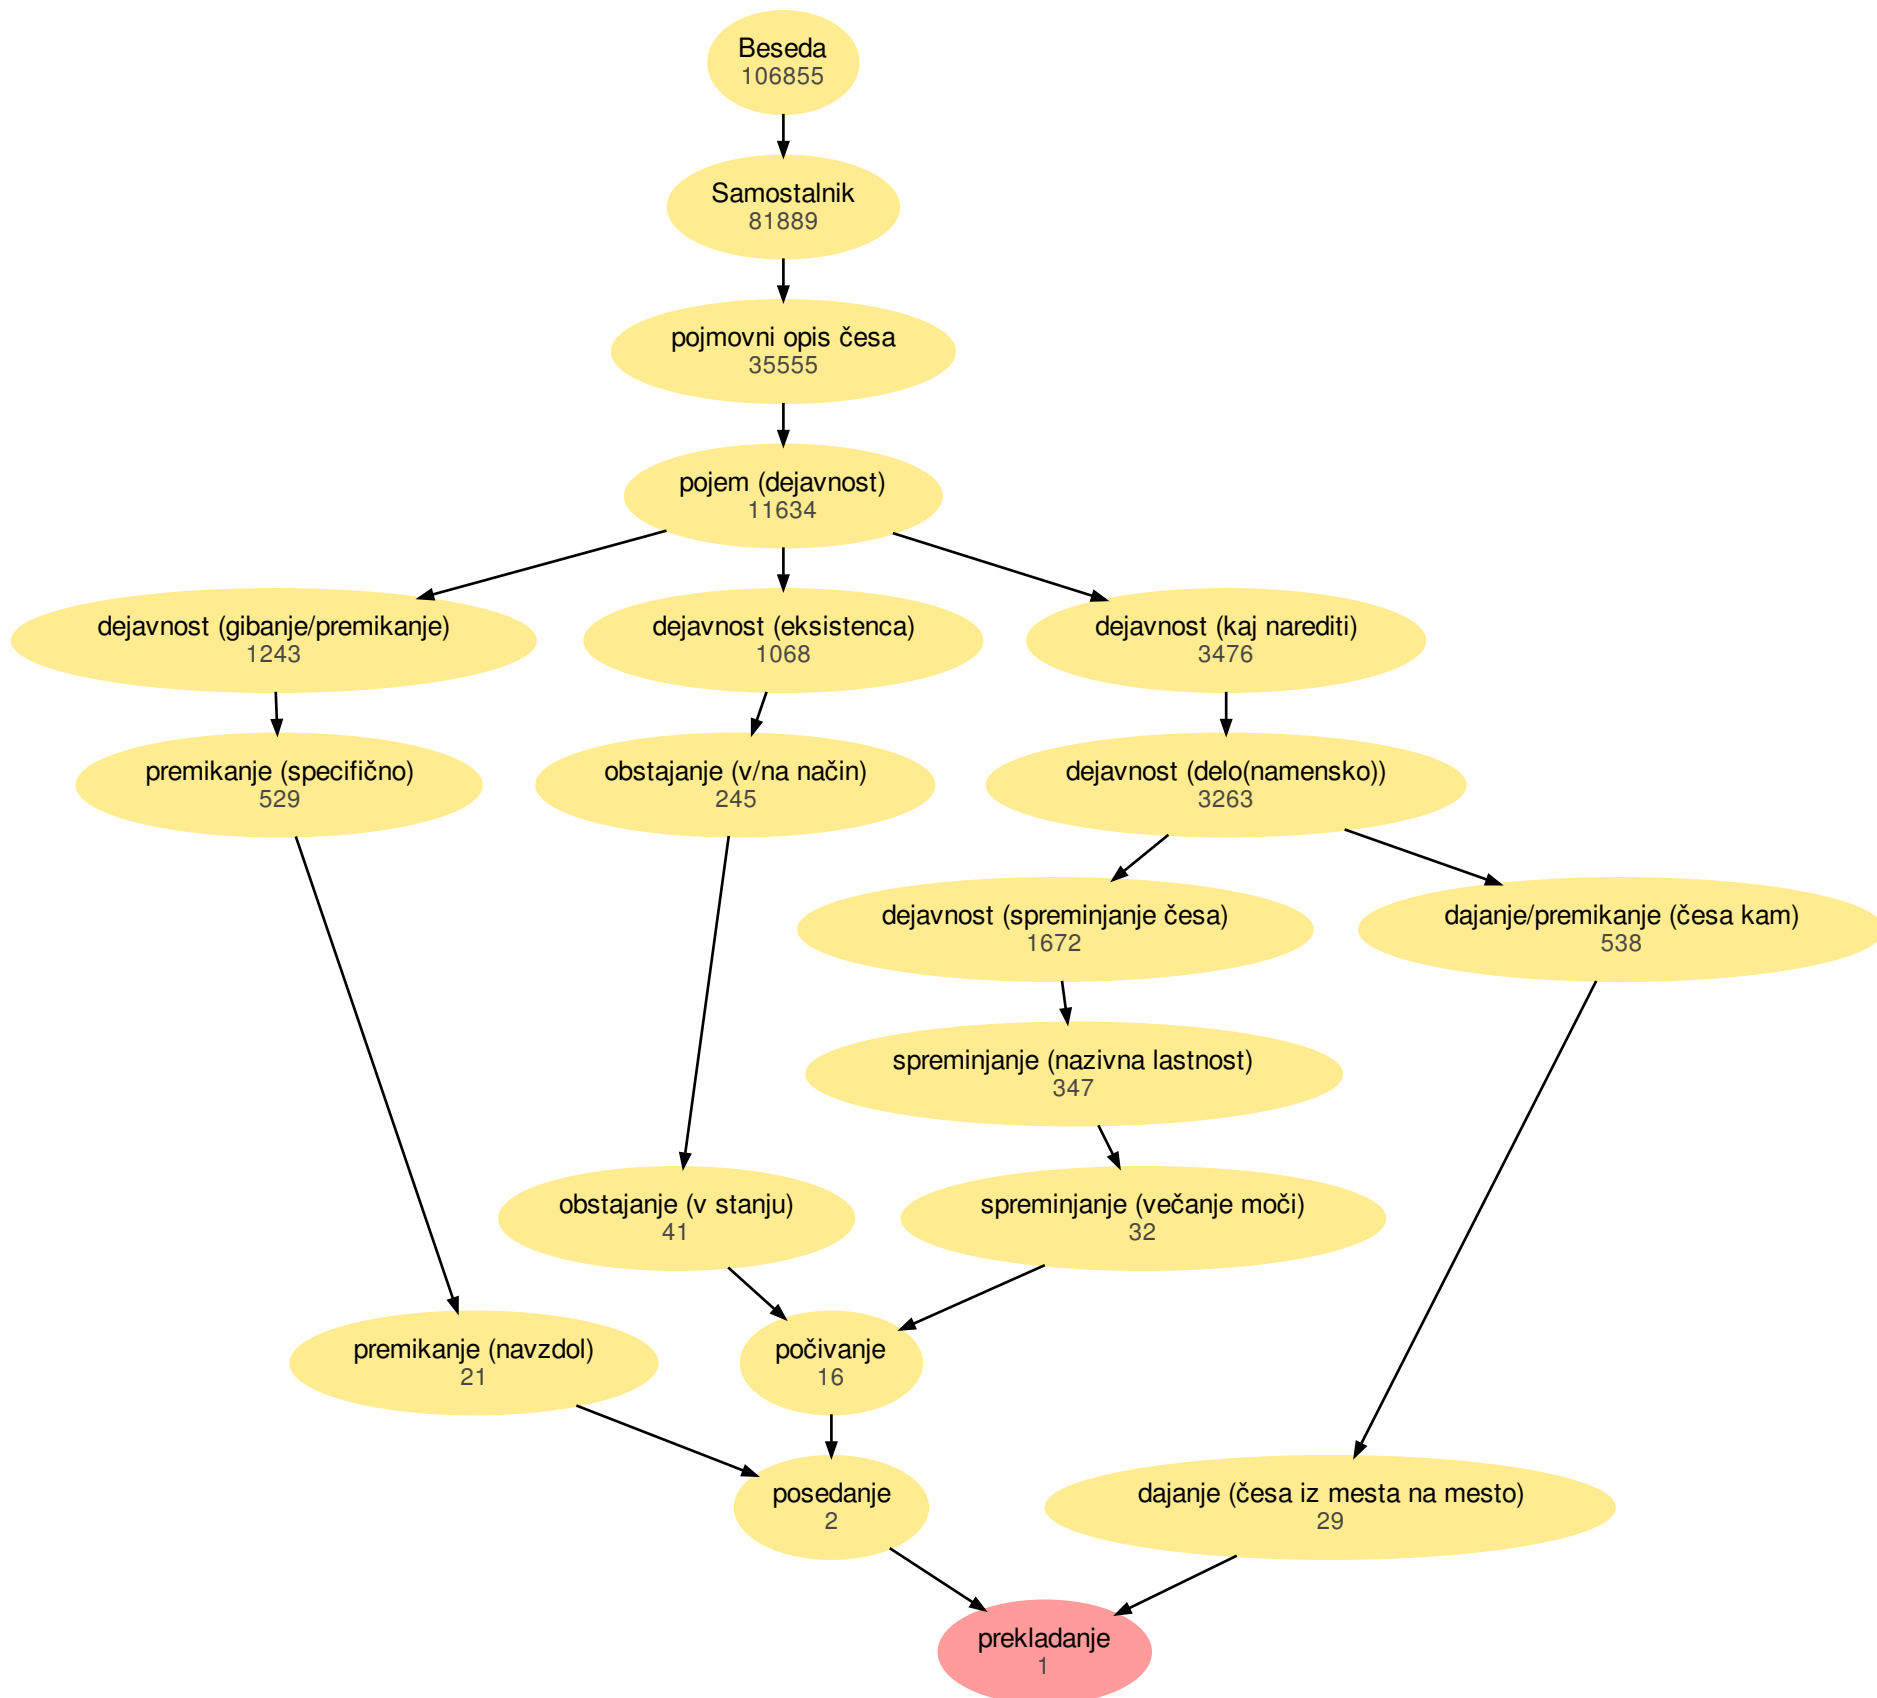 Beseda
106855
Samostalnik
81889
pojmovni opis česa
35555
pojem (dejavnost)
11634
dejavnost (gibanje/premikanje)
1243
dejavnost (eksistenca)
1068
dejavnost (kaj narediti)
3476
premikanje (specifično)
529
obstajanje (v/na način)
245
dejavnost (delo(namensko))
3263
dejavnost (spreminjanje česa)
1672
dajanje/premikanje (česa kam)
538
spreminjanje (nazivna lastnost)
347
obstajanje (v stanju)
41
spreminjanje (večanje moči)
32
premikanje (navzdol)
21
počivanje
16
posedanje
2
dajanje (česa iz mesta na mesto)
29
prekladanje
1